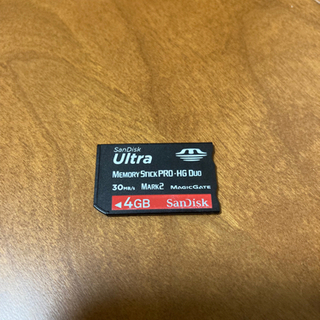 SanDisk
Ultra
MEMORY STICK PRO-HG DUO
30MB/s MARK2 MAGICGATE
◄4GB SanDisk